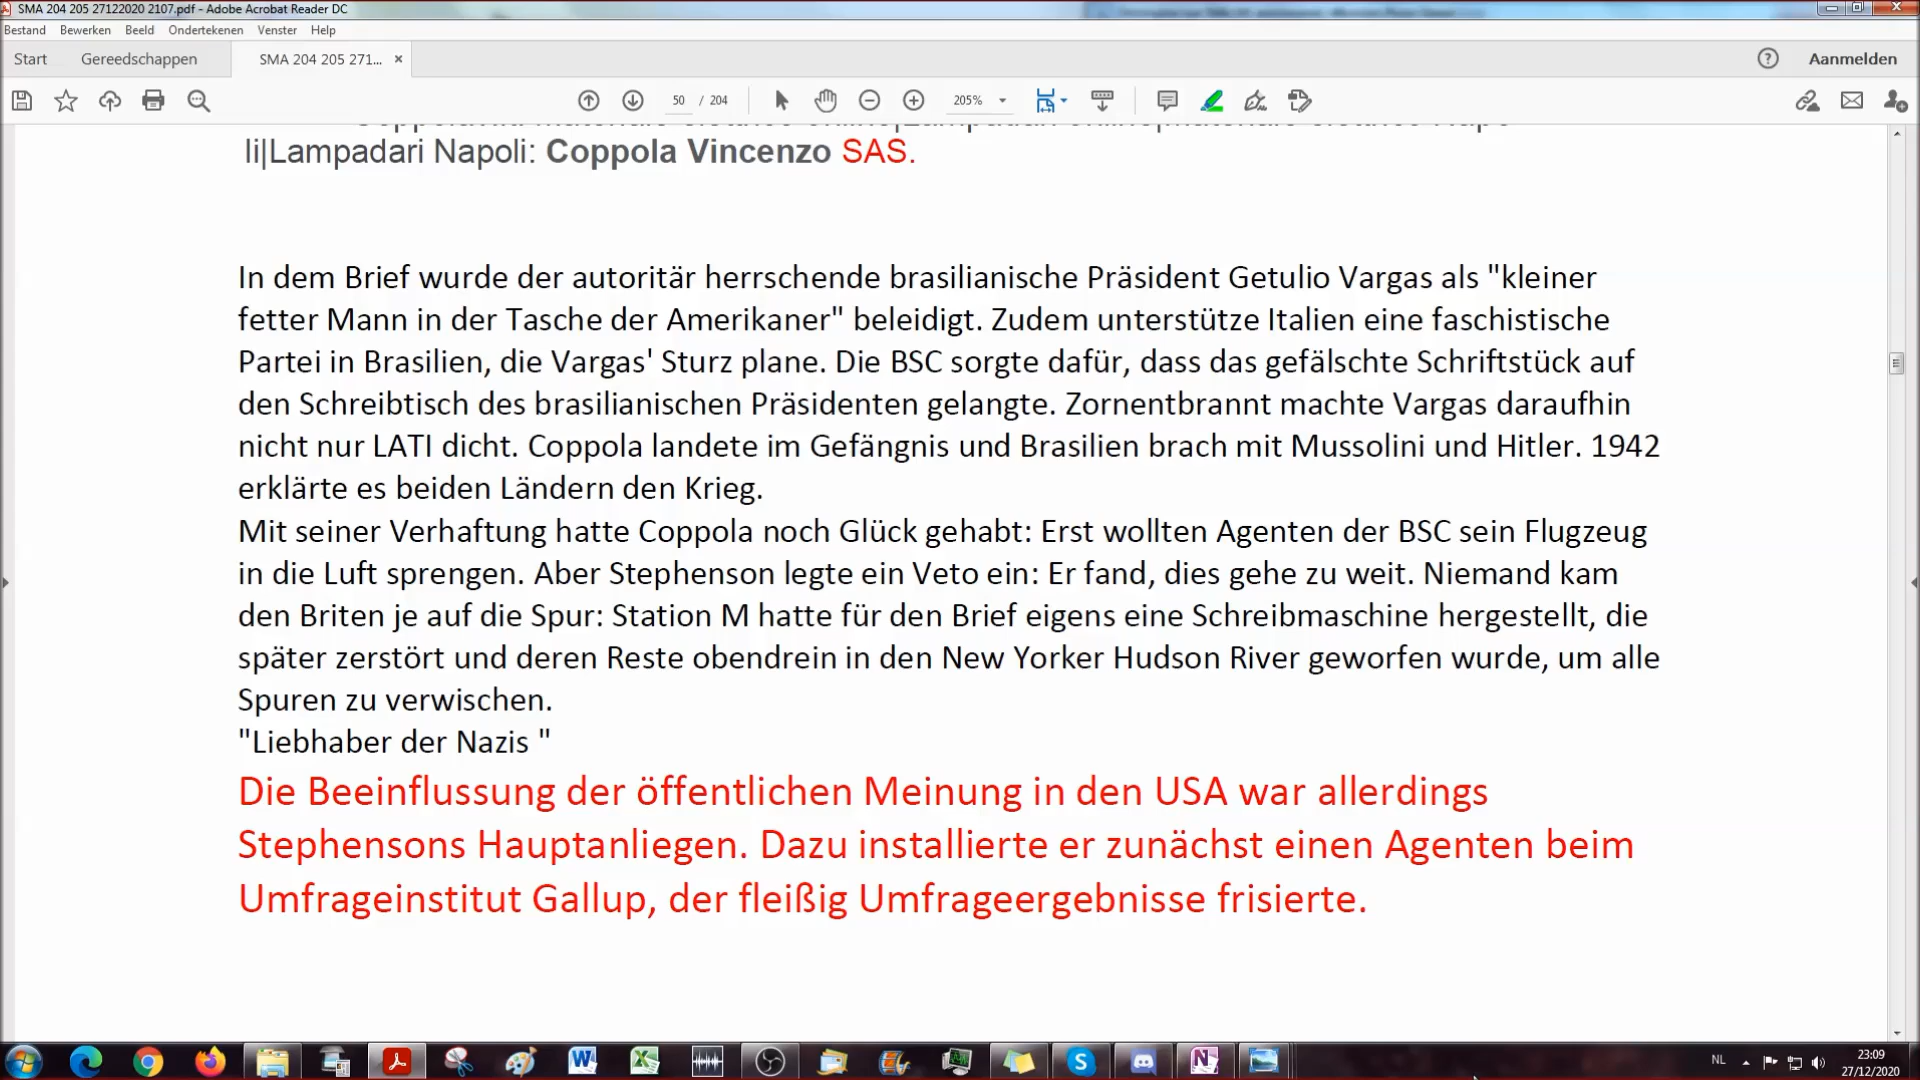 SMA 204 205 27122020 2107.pdf - Adobe Acrobat Reader DC
Bestand Bewerken Beeld Ondertekenen Venster Help
Start Gereedschappen SMA 204 205 271... × Aanmelden
50 / 204 205%
li|Lampadari Napoli: Coppola Vincenzo SAS.
In dem Brief wurde der autoritär herrschende brasilianische Präsident Getulio Vargas als "kleiner
fetter Mann in der Tasche der Amerikaner" beleidigt. Zudem unterstütze Italien eine faschistische
Partei in Brasilien, die Vargas' Sturz plane. Die BSC sorgte dafür, dass das gefälschte Schriftstück auf
den Schreibtisch des brasilianischen Präsidenten gelangte. Zornentbrannt machte Vargas daraufhin
nicht nur LATI dicht. Coppola landete im Gefängnis und Brasilien brach mit Mussolini und Hitler. 1942
erklärte es beiden Ländern den Krieg.
Mit seiner Verhaftung hatte Coppola noch Glück gehabt: Erst wollten Agenten der BSC sein Flugzeug
in die Luft sprengen. Aber Stephenson legte ein Veto ein: Er fand, dies gehe zu weit. Niemand kam
den Briten je auf die Spur: Station M hatte für den Brief eigens eine Schreibmaschine hergestellt, die
später zerstört und deren Reste obendrein in den New Yorker Hudson River geworfen wurde, um alle
Spuren zu verwischen.
"Liebhaber der Nazis "
Die Beeinflussung der öffentlichen Meinung in den USA war allerdings
Stephensons Hauptanliegen. Dazu installierte er zunächst einen Agenten beim
Umfrageinstitut Gallup, der fleißig Umfrageergebnisse frisierte.
NL 23:09
27/12/2020